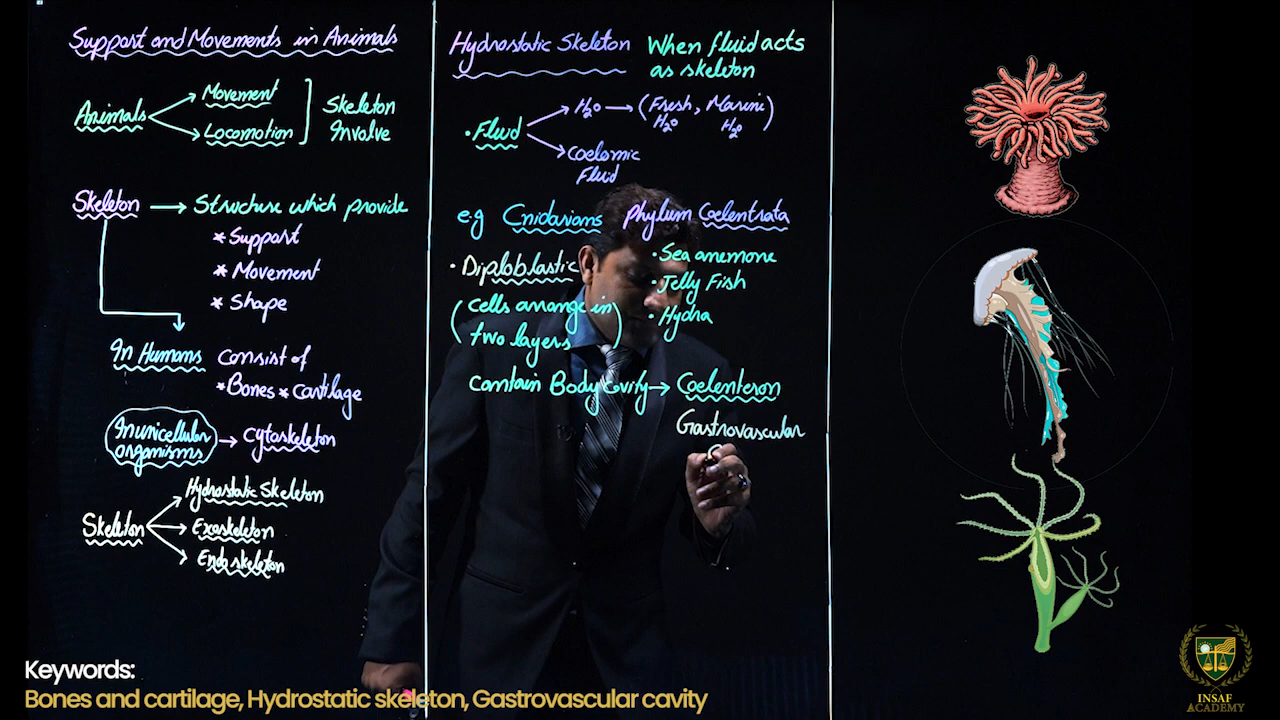 Support and Movements in Animals
Animals
Movement
Locomotion
Skeleton
Involve
Skeleton → Structure which provide
* Support
* Movement
* Shape
In Humans Consist of
* Bones * cartilage
In unicellular → Cytoskeleton
organisms
Skeleton
Hydrostatic Skeleton
Exoskeleton
Endoskeleton
Hydrostatic Skeleton When fluid acts
as skeleton
• Fluid
H2O → (Fresh, Marine)
H2O H2O
Coelomic
Fluid
e.g Cnidarians Phylum Coelentrata
• Diploblastic
(cells arrange in
two layers)
• Sea anemone
• Jelly Fish
• Hydra
contain Body Cavity → Coelenteron
Gastrovascular
C
Keywords:
Bones and cartilage, Hydrostatic skeleton, Gastrovascular cavity
INSAF
ACADEMY